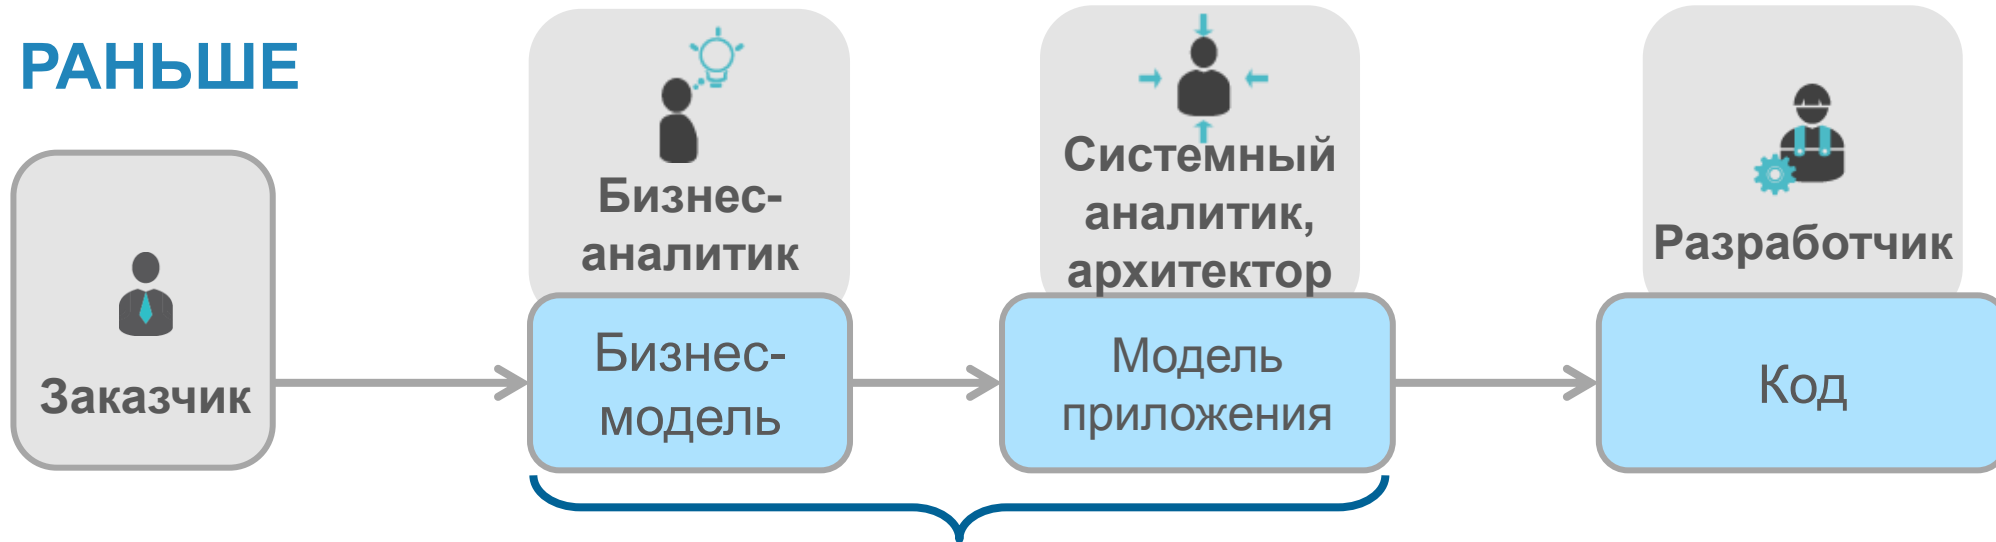 РАНЬШЕ
Заказчик
Бизнес-
аналитик
Бизнес-
модель
Системный
аналитик,
архитектор
Модель
приложения
Разработчик
Код